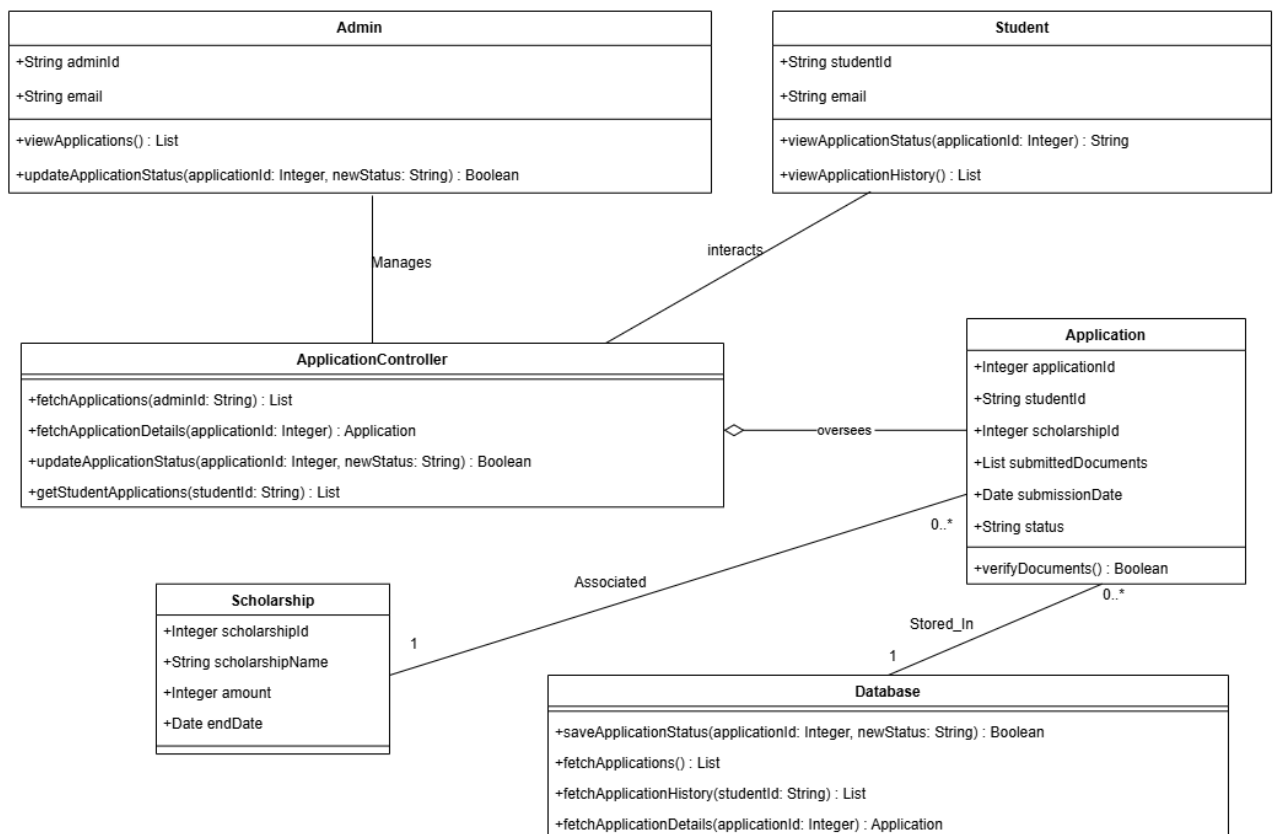 Admin
+String adminId
+String email
+viewApplications() : List
+updateApplicationStatus(applicationId: Integer, newStatus: String) : Boolean
Student
+String studentId
+String email
+viewApplicationStatus(applicationId: Integer) : String
+viewApplicationHistory() : List
Manages
interacts
ApplicationController
+fetchApplications(adminId: String) : List
+fetchApplicationDetails(applicationId: Integer) : Application
+updateApplicationStatus(applicationId: Integer, newStatus: String) : Boolean
+getStudentApplications(studentId: String) : List
oversees
Application
+Integer applicationId
+String studentId
+Integer scholarshipId
+List submittedDocuments
+Date submissionDate
+String status
+verifyDocuments() : Boolean
0..*
Associated
1
0..*
Stored_In
1
Scholarship
+Integer scholarshipId
+String scholarshipName
+Integer amount
+Date endDate
Database
+saveApplicationStatus(applicationId: Integer, newStatus: String) : Boolean
+fetchApplications() : List
+fetchApplicationHistory(studentId: String) : List
+fetchApplicationDetails(applicationId: Integer) : Application